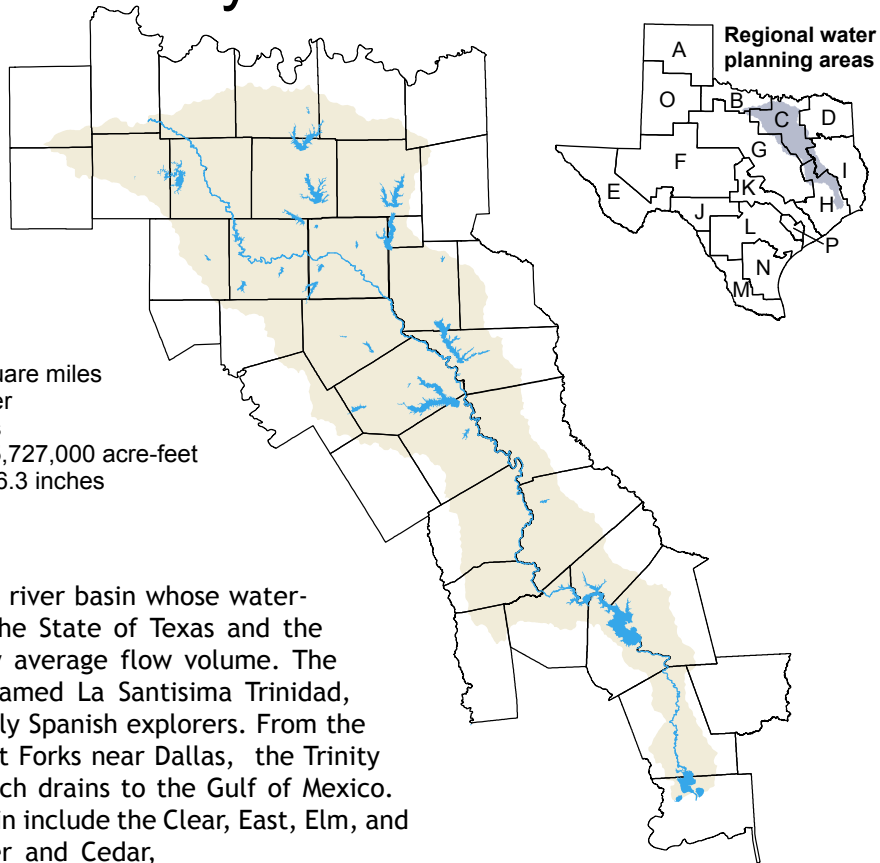 Regional water
planning areas
A
O
B
C
D
G
F
I
E
K
H
J
L
P
N
M
miles
,727,000 acre-feet
6.3 inches
river basin whose water-
he State of Texas and the
average flow volume. The
amed La Santisima Trinidad,
ly Spanish explorers. From the
t Forks near Dallas, the Trinity
ch drains to the Gulf of Mexico.
in include the Clear, East, Elm, and
er and Cedar,